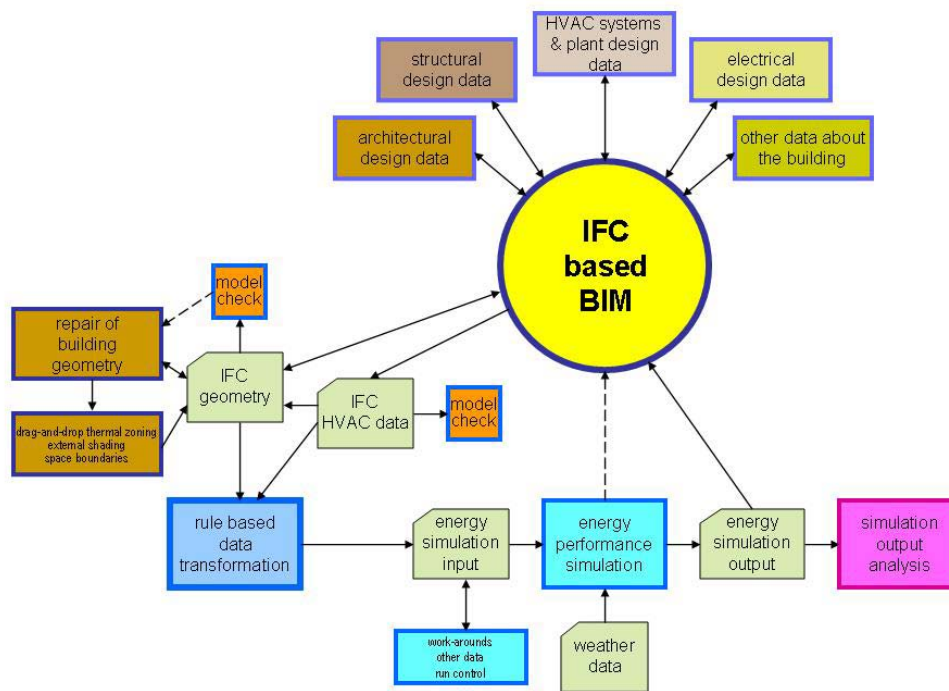 HVAC systems
& plant design
data
structural
design data
electrical
design data
architectural
design data
other data about
the building
IFC
based
BIM
model
check
repair of
building
geometry
IFC
geometry
IFC
HVAC data
model
check
drag-and-drop thermal zoning
external shading
space boundaries
rule based
data
transformation
energy
simulation
input
energy
performance
simulation
energy
simulation
output
simulation
output
analysis
work-arounds
other data
run control
weather
data